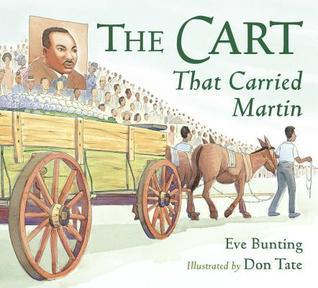 THE CART
That Carried
Martin
Eve Bunting
Illustrated by Don Tate